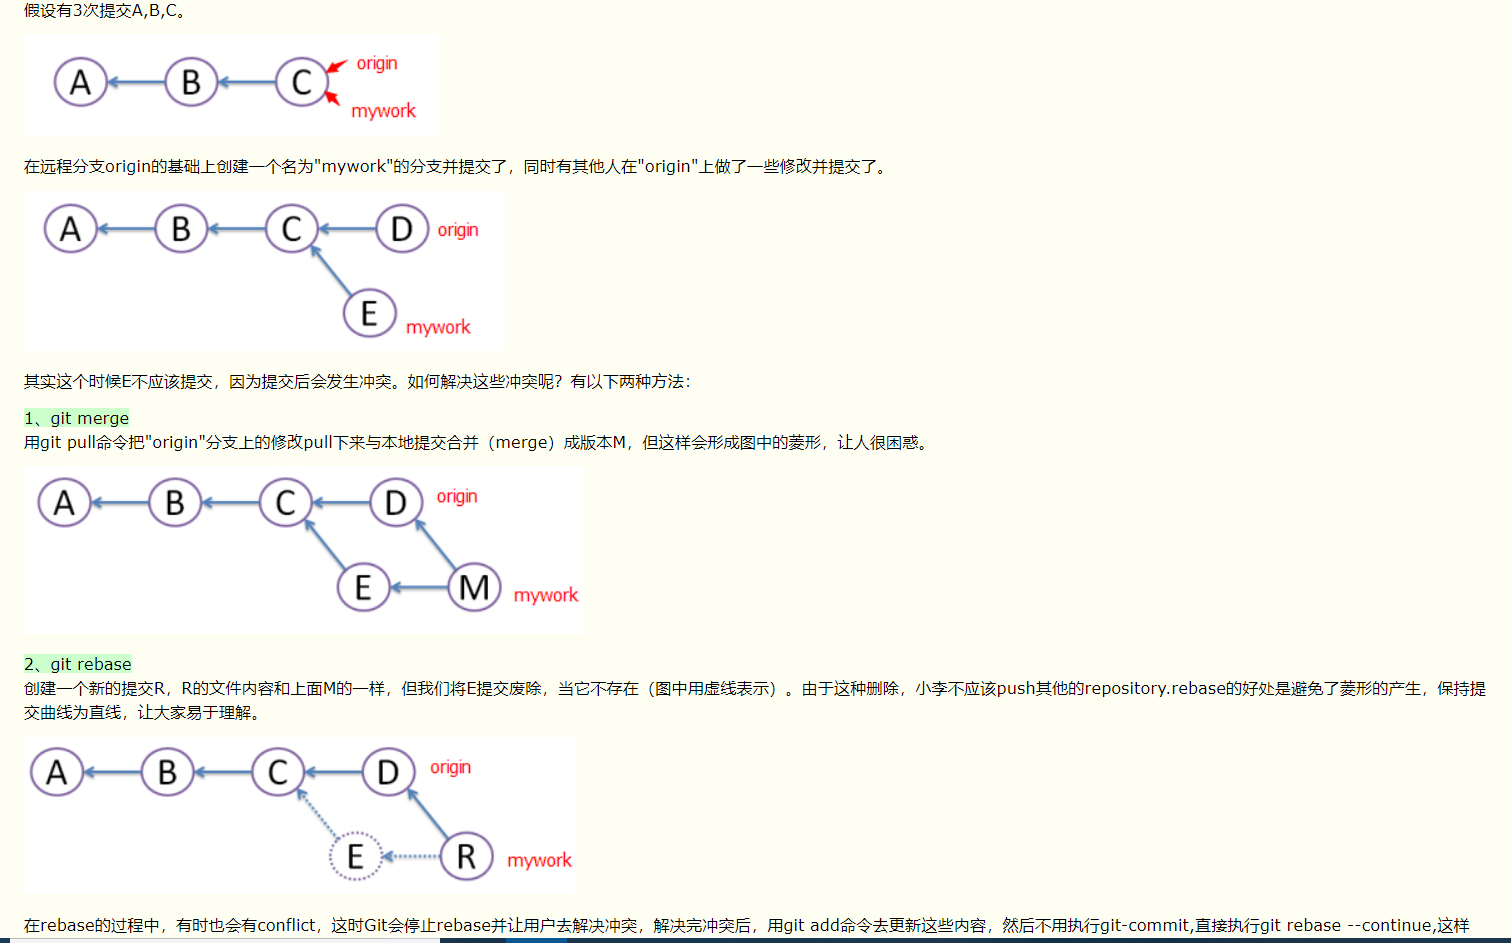 假设有3次提交A,B,C。
A B C origin
mywork
在远程分支origin的基础上创建一个名为"mywork"的分支并提交了，同时有其他人在"origin"上做了一些修改并提交了。
A B C D origin
E mywork
其实这个时候E不应该提交，因为提交后会发生冲突。如何解决这些冲突呢？有以下两种方法：
1、git merge
用git pull命令把"origin"分支上的修改pull下来与本地提交合并（merge）成版本M，但这样会形成图中的菱形，让人很困惑。
A B C D origin
E M mywork
2、git rebase
创建一个新的提交R，R的文件内容和上面M的一样，但我们将E提交废除，当它不存在（图中用虚线表示）。由于这种删除，小李不应该push其他的repository.rebase的好处是避免了菱形的产生，保持提
交曲线为直线，让大家易于理解。
A B C D origin
E R mywork
在rebase的过程中，有时也会有conflict，这时Git会停止rebase并让用户去解决冲突，解决完冲突后，用git add命令去更新这些内容，然后不用执行git-commit,直接执行git rebase --continue,这样